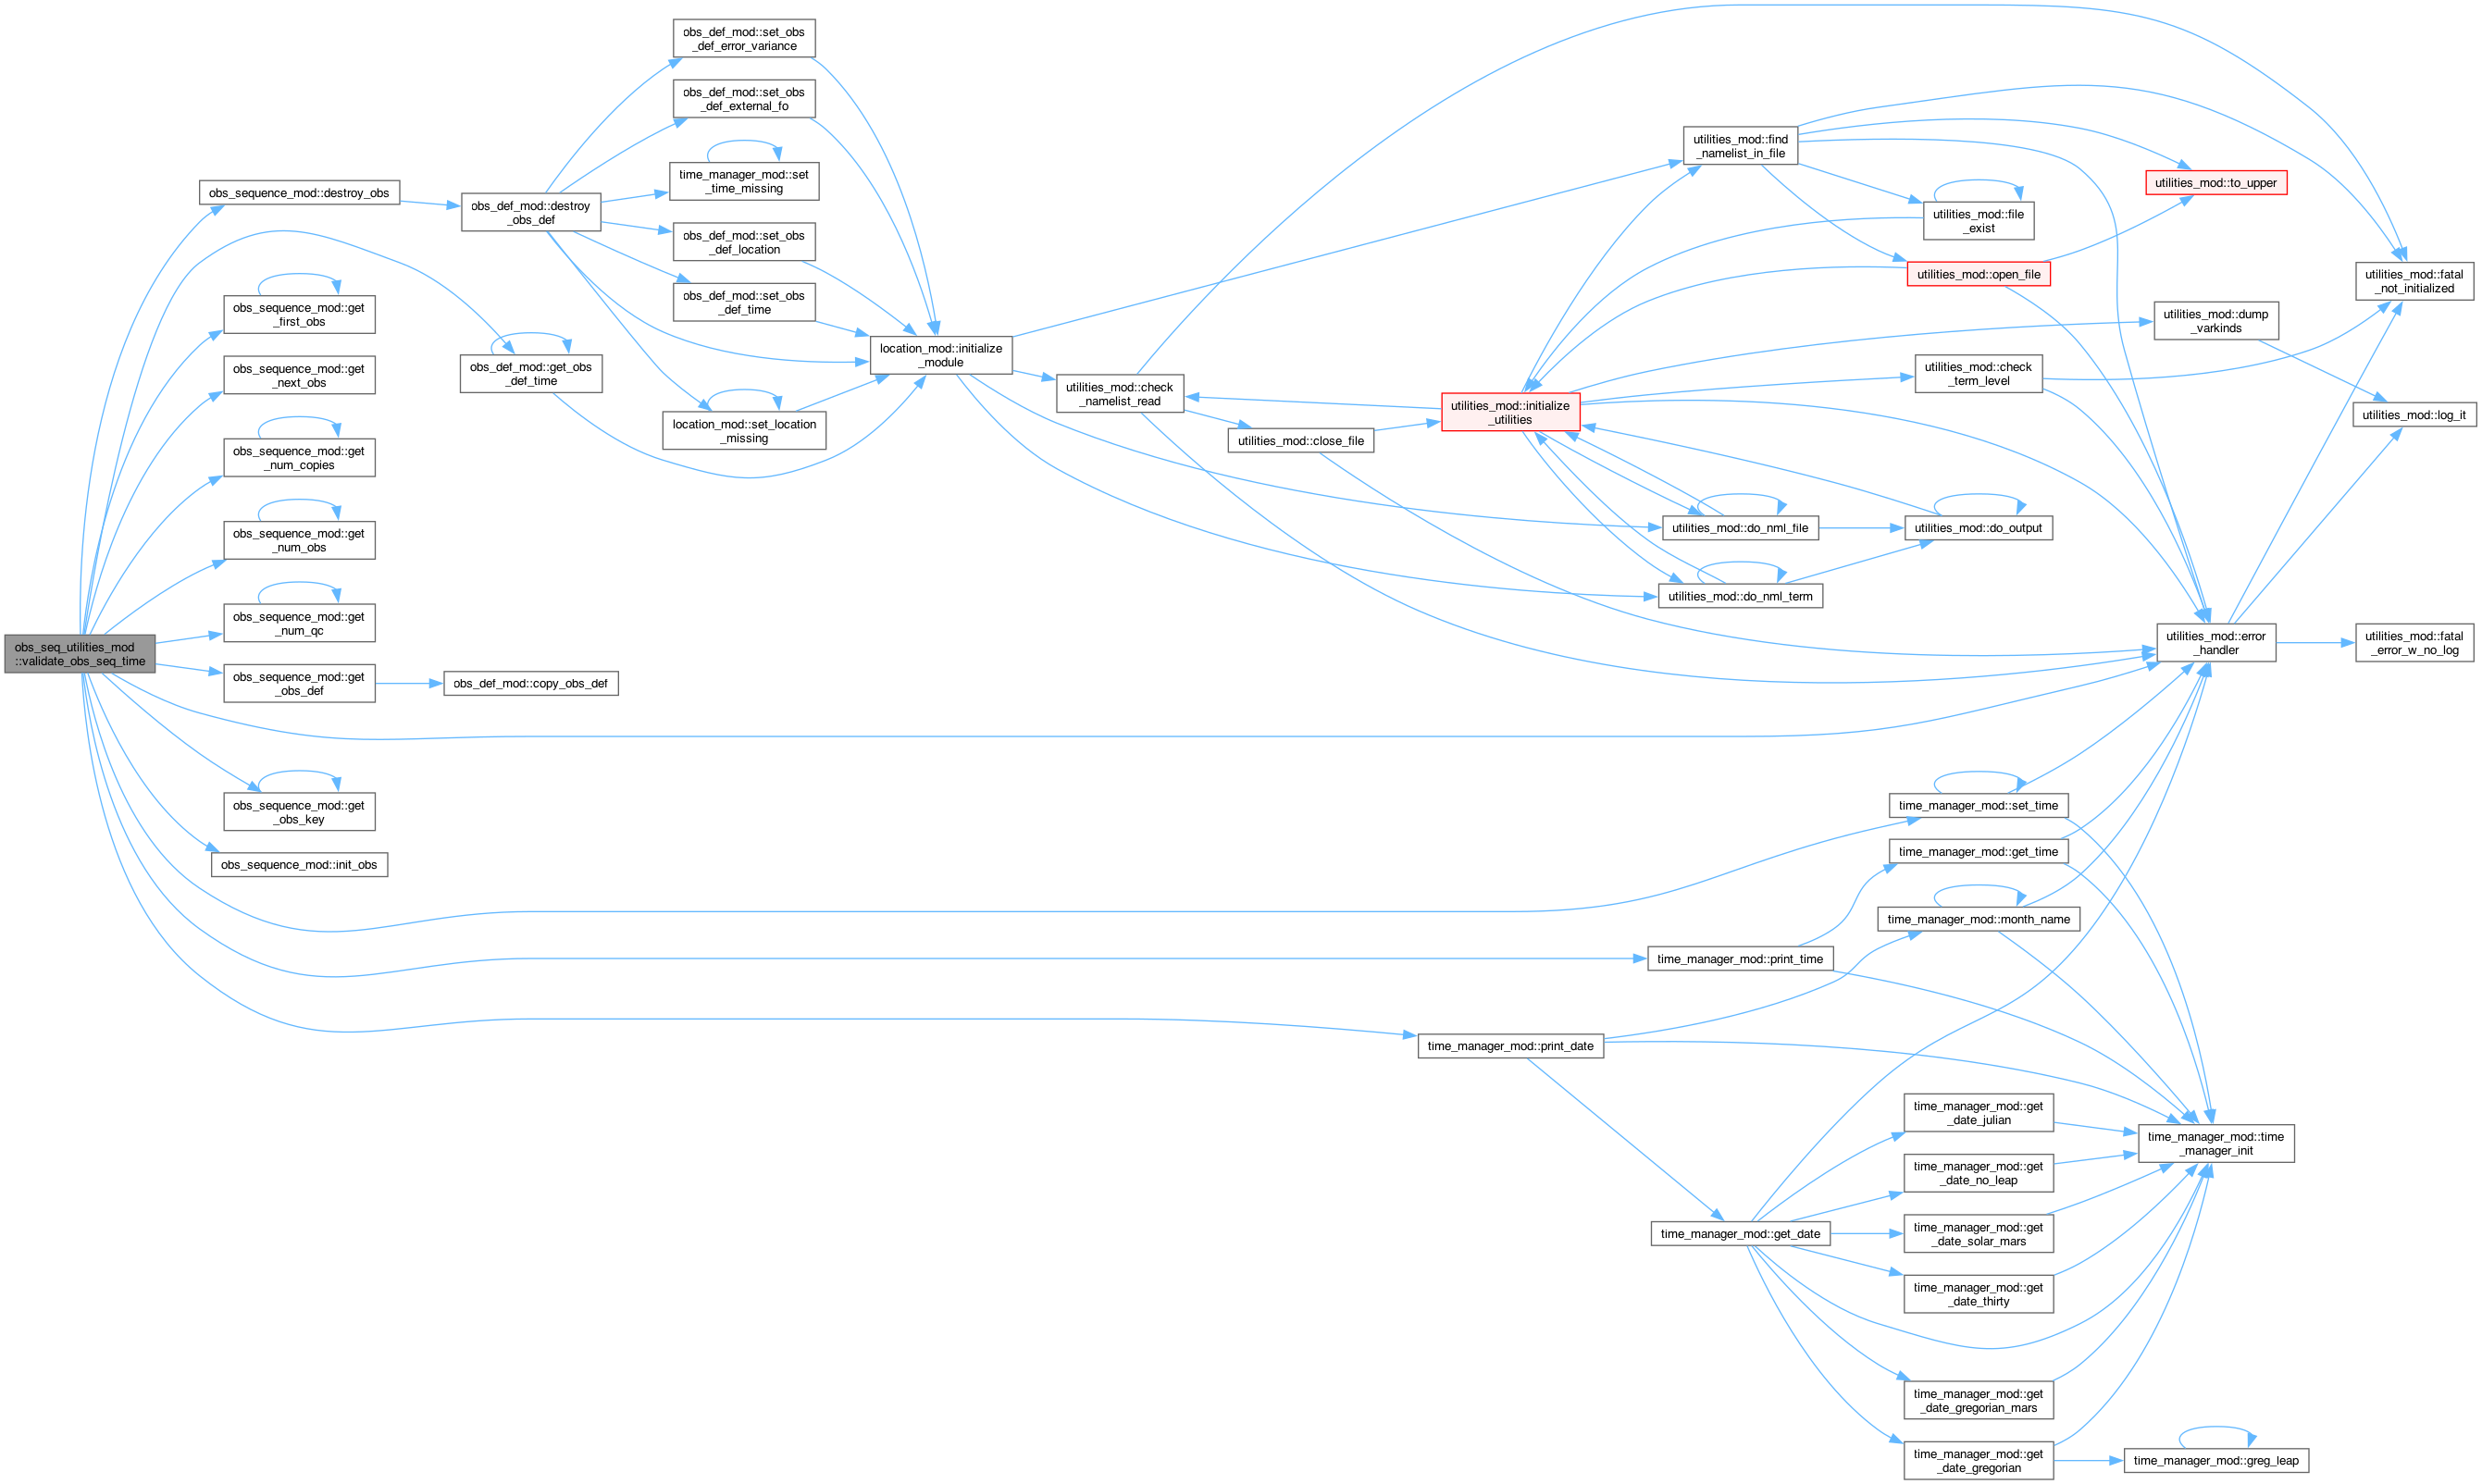 obs_seq_utilities_mod
::validate_obs_seq_time
obs_sequence_mod::destroy_obs
obs_sequence_mod::get
_first_obs
obs_sequence_mod::get
_next_obs
obs_sequence_mod::get
_num_copies
obs_sequence_mod::get
_num_obs
obs_sequence_mod::get
_num_qc
obs_sequence_mod::get
_obs_def
obs_sequence_mod::get
_obs_key
obs_sequence_mod::init_obs
obs_def_mod::destroy
_obs_def
obs_def_mod::get_obs
_def_time
obs_def_mod::copy_obs_def
obs_def_mod::set_obs
_def_error_variance
obs_def_mod::set_obs
_def_external_fo
time_manager_mod::set
_time_missing
obs_def_mod::set_obs
_def_location
obs_def_mod::set_obs
_def_time
location_mod::set_location
_missing
location_mod::initialize
_module
utilities_mod::check
_namelist_read
utilities_mod::close_file
utilities_mod::initialize
_utilities
utilities_mod::find
_namelist_in_file
utilities_mod::do_nml_file
utilities_mod::do_nml_term
time_manager_mod::print_time
time_manager_mod::print_date
time_manager_mod::get_date
utilities_mod::file
_exist
utilities_mod::open_file
utilities_mod::check
_term_level
utilities_mod::do_output
time_manager_mod::set_time
time_manager_mod::get_time
time_manager_mod::month_name
time_manager_mod::get
_date_julian
time_manager_mod::get
_date_no_leap
time_manager_mod::get
_date_solar_mars
time_manager_mod::get
_date_thirty
time_manager_mod::get
_date_gregorian_mars
time_manager_mod::get
_date_gregorian
utilities_mod::to_upper
utilities_mod::dump
_varkinds
utilities_mod::error
_handler
time_manager_mod::time
_manager_init
time_manager_mod::greg_leap
utilities_mod::fatal
_not_initialized
utilities_mod::log_it
utilities_mod::fatal
_error_w_no_log